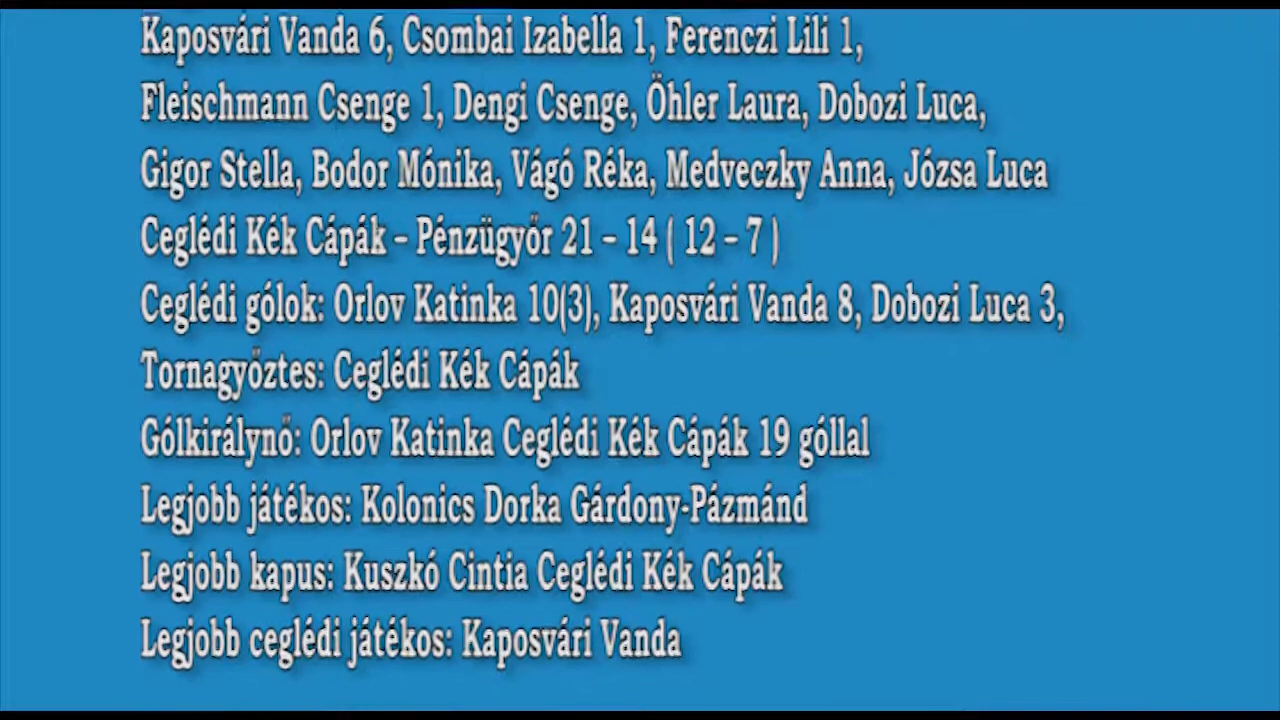 Kaposvári Vanda 6, Csombai Izabella 1, Ferenczi Lili 1,
Fleischmann Csenge 1, Dengi Csenge, Öhler Laura, Dobozi Luca,
Gigor Stella, Bodor Mónika, Vágó Réka, Medveczky Anna, Józsa Luca
Ceglédi Kék Cápák – Pénzügyőr 21 – 14 ( 12 – 7 )
Ceglédi gólok: Orlov Katinka 10(3), Kaposvári Vanda 8, Dobozi Luca 3,
Tornagyőztes: Ceglédi Kék Cápák
Gólkirálynő: Orlov Katinka Ceglédi Kék Cápák 19 góllal
Legjobb játékos: Kolonics Dorka Gárdony-Pázmánd
Legjobb kapus: Kuszkó Cintia Ceglédi Kék Cápák
Legjobb ceglédi játékos: Kaposvári Vanda